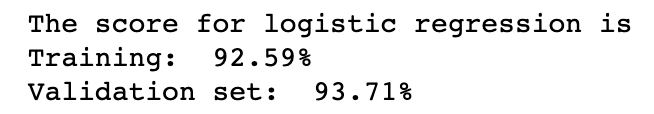 The score for logistic regression is
Training:  92.59%
Validation set:  93.71%